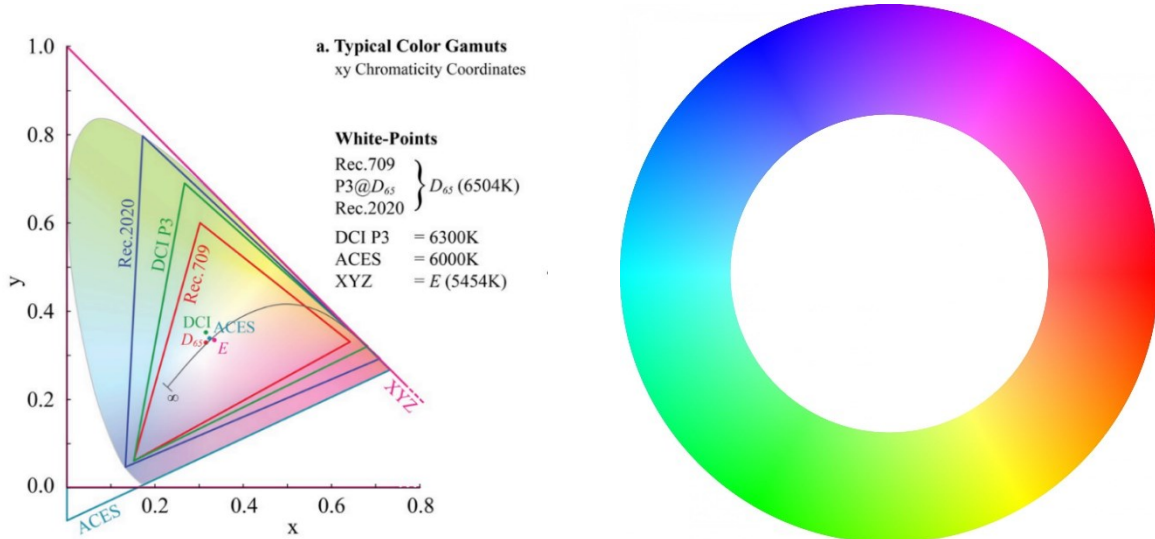 a. Typical Color Gamuts
xy Chromaticity Coordinates
White-Points
Rec.709
P3@D65
Rec.2020
} D65 (6504K)
DCI P3 = 6300K
ACES = 6000K
XYZ = E (5454K)
y
1.0
0.8
0.6
0.4
0.2
0.0
Rec.2020
DCI P3
Rec.709
DCI
ACES
D65
E
∞
XYZ
ACES
0.2
0.4
0.6
0.8
x